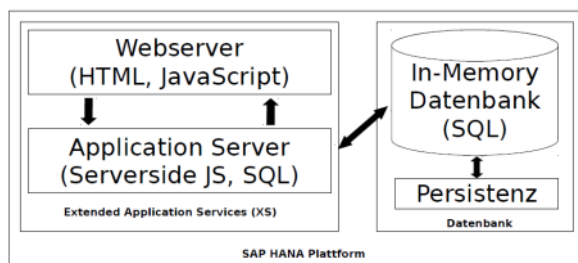 Webserver
(HTML, JavaScript)
Application Server
(Serverside JS, SQL)
Extended Application Services (XS)
In-Memory
Datenbank
(SQL)
Persistenz
Datenbank
SAP HANA Plattform